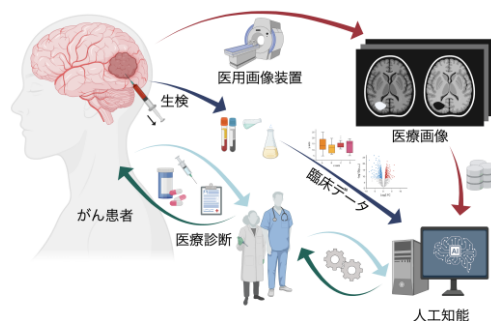 医用画像装置
生検
医療画像
臨床データ
がん患者
医療診断
AI
人工知能